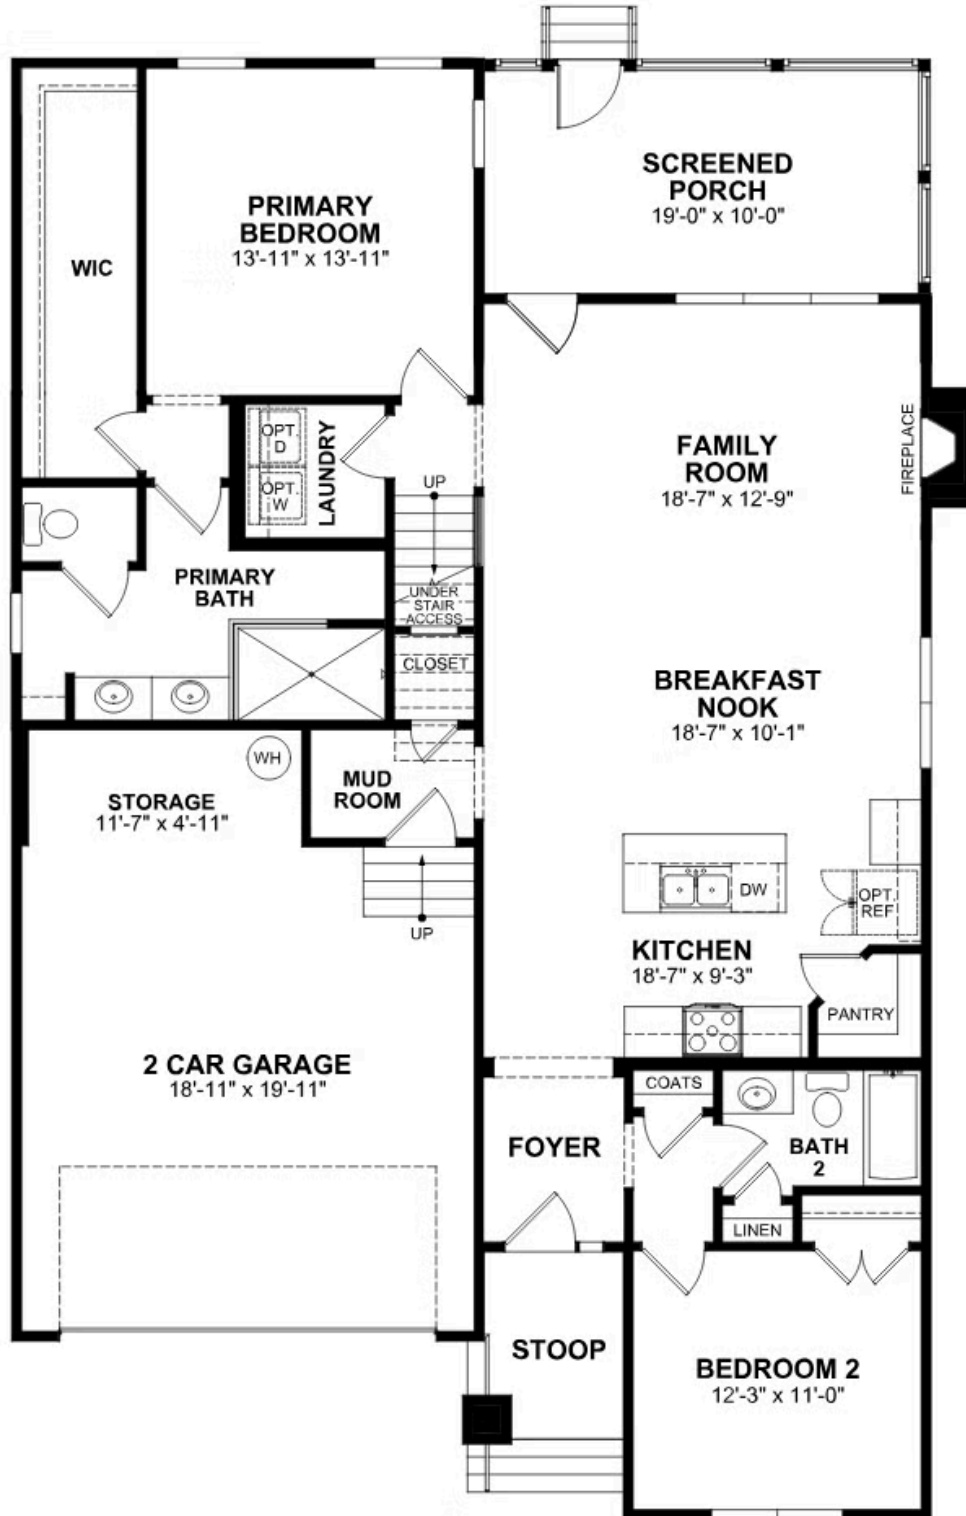 SCREENED
PORCH
19'-0" x 10'-0"
PRIMARY
BEDROOM
13'-11" x 13'-11"
WIC
OPT.
D
OPT.
W
LAUNDRY
UP
FAMILY
ROOM
18'-7" x 12'-9"
FIREPLACE
PRIMARY
BATH
UNDER
STAIR
ACCESS
CLOSET
BREAKFAST
NOOK
18'-7" x 10'-1"
WH
MUD
ROOM
STORAGE
11'-7" x 4'-11"
UP
DW
OPT.
REF
KITCHEN
18'-7" x 9'-3"
PANTRY
2 CAR GARAGE
18'-11" x 19'-11"
COATS
FOYER
BATH
2
LINEN
STOOP
BEDROOM 2
12'-3" x 11'-0"